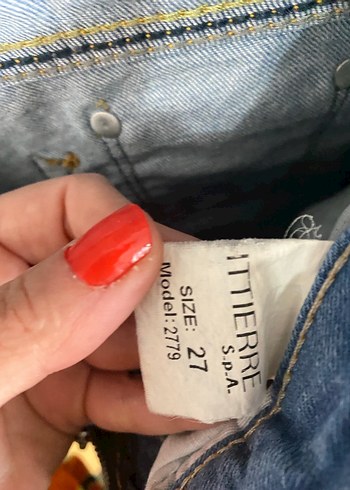 ITTIERRE
S.p.A.
SIZE: 27
Model: 2779